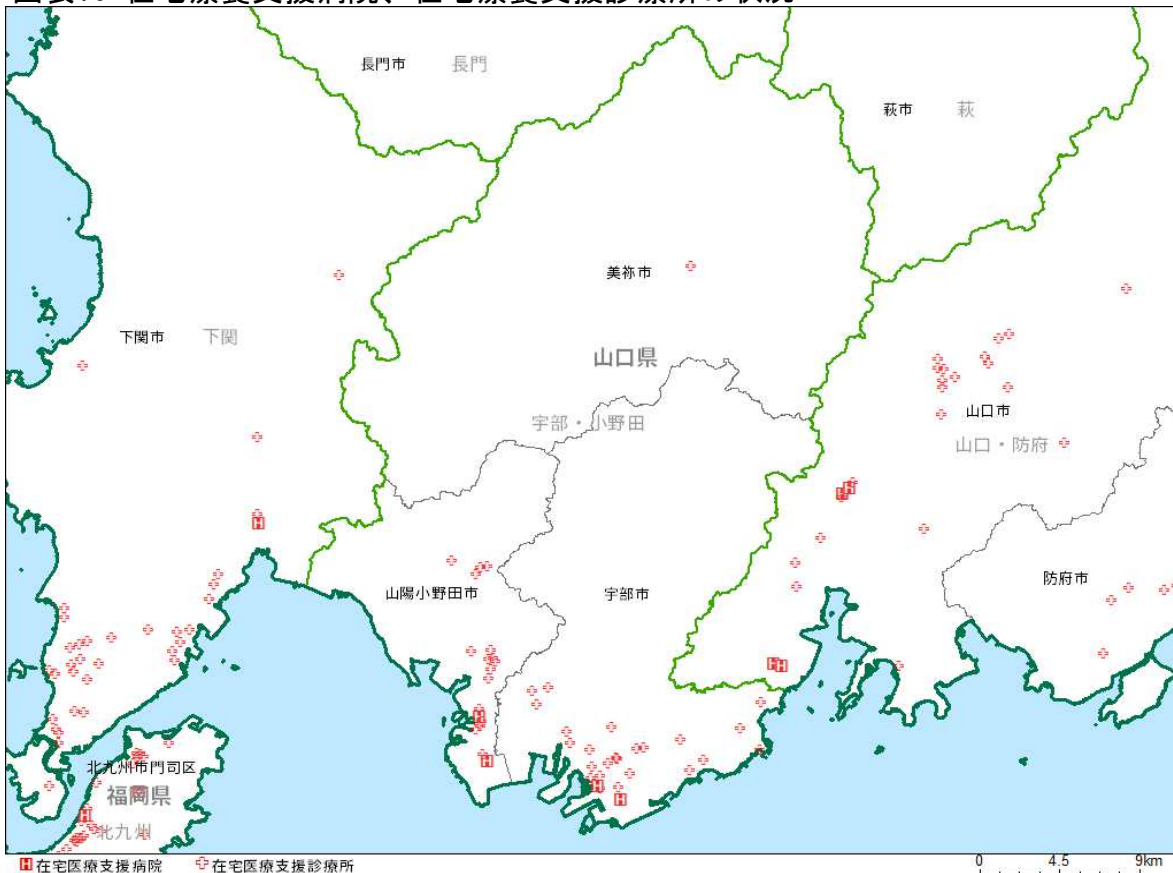 長門市 長門
萩市 萩
美祢市
下関市 下関
山口県
宇部・小野田
山口市
山口・防府
山陽小野田市
宇部市
防府市
北九州市門司区
福岡県
北九州
H 在宅医療支援病院 在宅医療支援診療所
0 4.5 9km